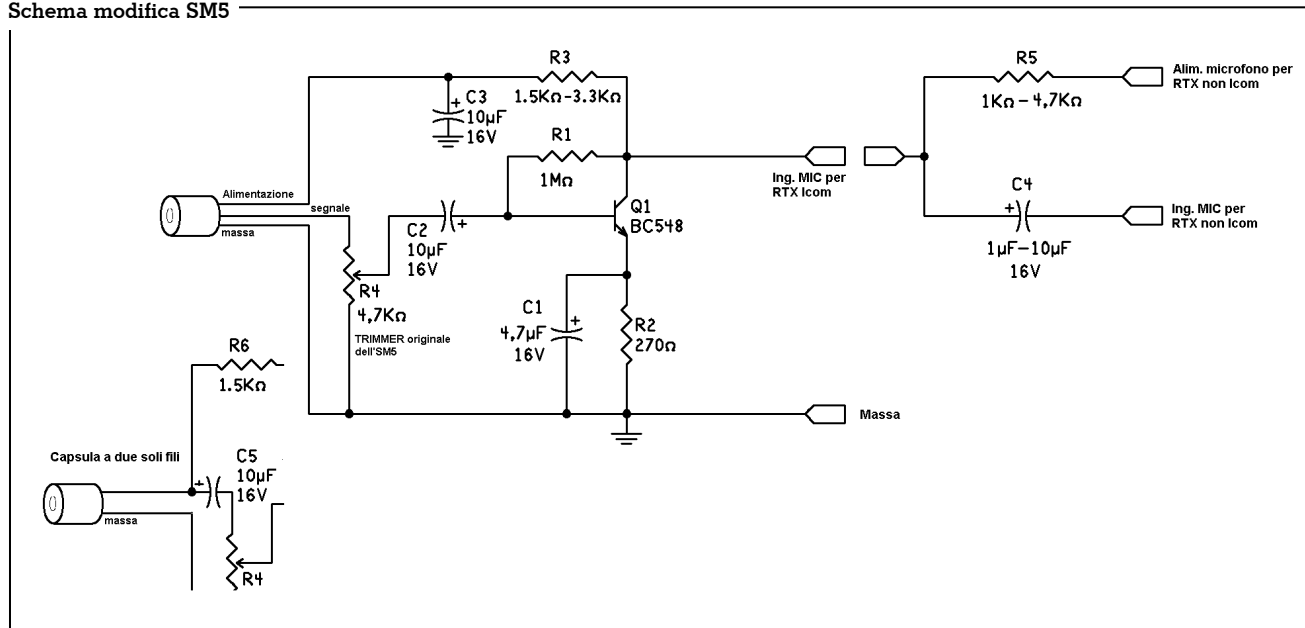 Schema modifica SM5
R3
1.5KΩ-3.3KΩ
C3
10µF
16V
R1
1MΩ
R5
1KΩ - 4,7KΩ
Alim. microfono per
RTX non Icom
Ing. MIC per
RTX Icom
C4
1µF-10µF
16V
Ing. MIC per
RTX non Icom
Alimentazione
segnale
massa
C2
10µF
16V
Q1
BC548
R4
4,7KΩ
TRIMMER originale
dell'SM5
C1
4,7µF
16V
R2
270Ω
Massa
R6
1.5KΩ
Capsula a due soli fili
C5
10µF
16V
massa
R4